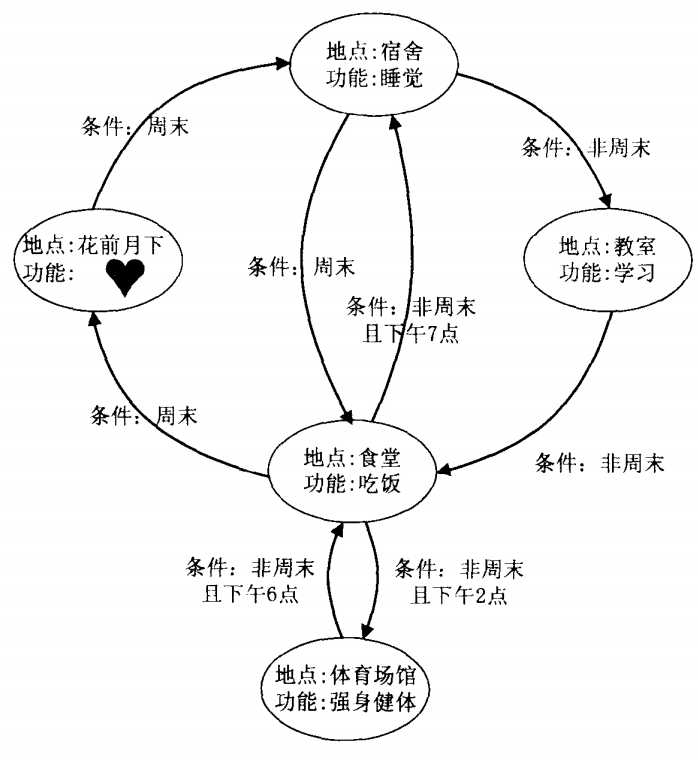 地点:宿舍
功能:睡觉
条件：周末
条件：非周末
地点:花前月下
功能:
地点:教室
功能:学习
条件：周末
条件：非周末
且下午7点
条件：周末
地点:食堂
功能:吃饭
条件：非周末
条件：非周末
且下午6点
条件：非周末
且下午2点
地点:体育场馆
功能:强身健体